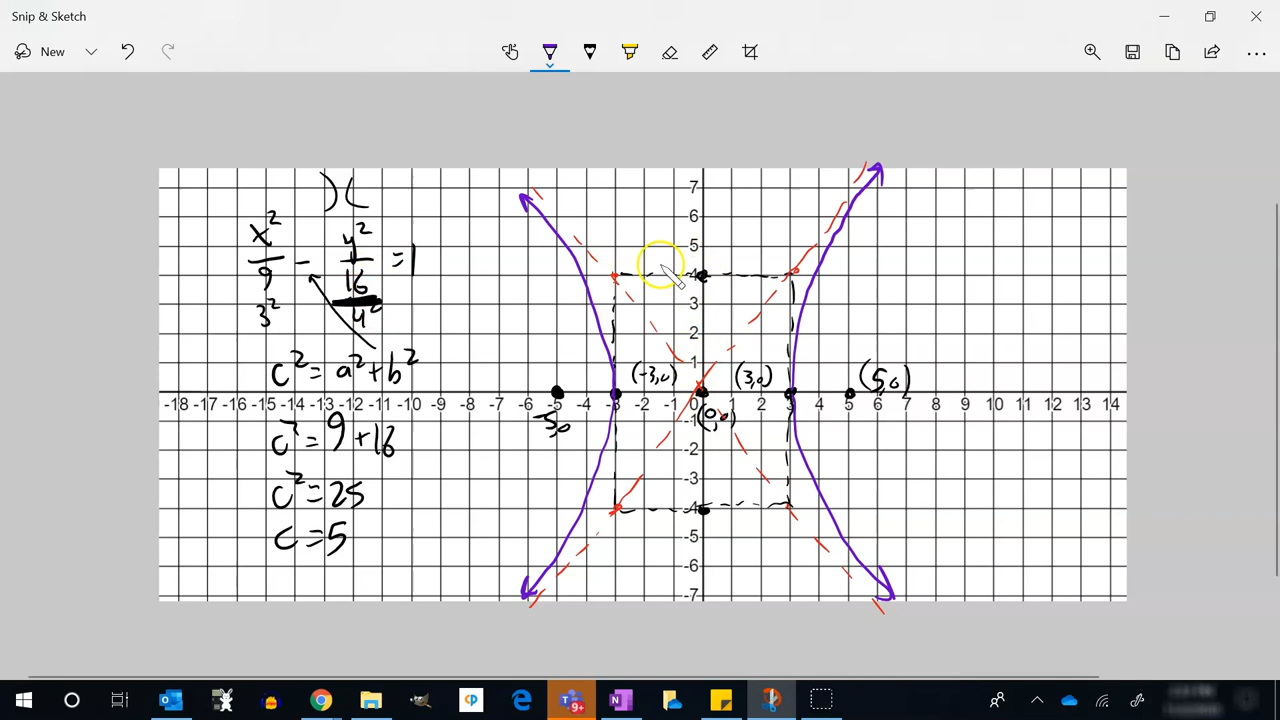 Snip & Sketch
New
)(
x²/9 - y²/16 = 1
3² 4²
c² = a² + b²
c² = 9 + 16
c² = 25
c = 5
7
6
5
4
3
2
1
(-3,0) (3,0) (5,0)
-18 -17 -16 -15 -14 -13 -12 -11 -10 -9 -8 -7 -6 -5 -4 -3 -2 -1 0 1 2 3 4 5 6 7 8 9 10 11 12 13 14
-5,0 (0,0)
-1
-2
-3
-4
-5
-6
-7
9+